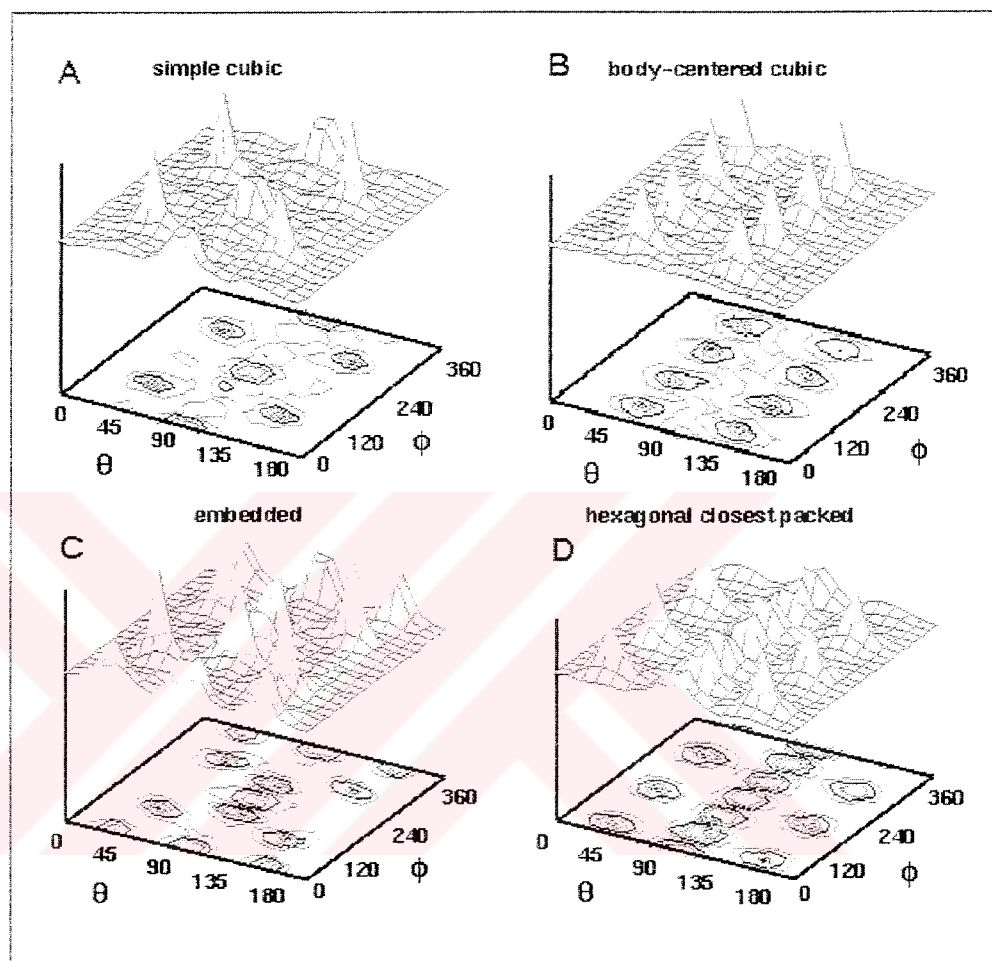 A simple cubic
B body-centered cubic
360
240
120
0
ϕ
0
45
90
135
180
θ
360
240
120
0
ϕ
0
45
90
135
180
θ
embedded
hexagonal closest packed
C
D
360
240
120
0
ϕ
0
45
90
135
180
θ
360
240
120
0
ϕ
0
45
90
135
180
θ